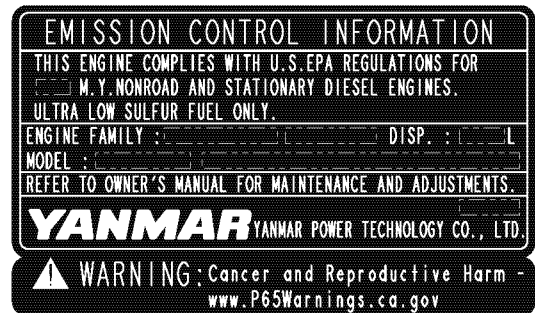 EMISSION CONTROL INFORMATION
THIS ENGINE COMPLIES WITH U.S.EPA REGULATIONS FOR
M.Y.NONROAD AND STATIONARY DIESEL ENGINES.
ULTRA LOW SULFUR FUEL ONLY.
ENGINE FAMILY : DISP. : L
MODEL :
REFER TO OWNER'S MANUAL FOR MAINTENANCE AND ADJUSTMENTS.
YANMAR YANMAR POWER TECHNOLOGY CO., LTD.
WARNING: Cancer and Reproductive Harm -
www.P65Warnings.ca.gov